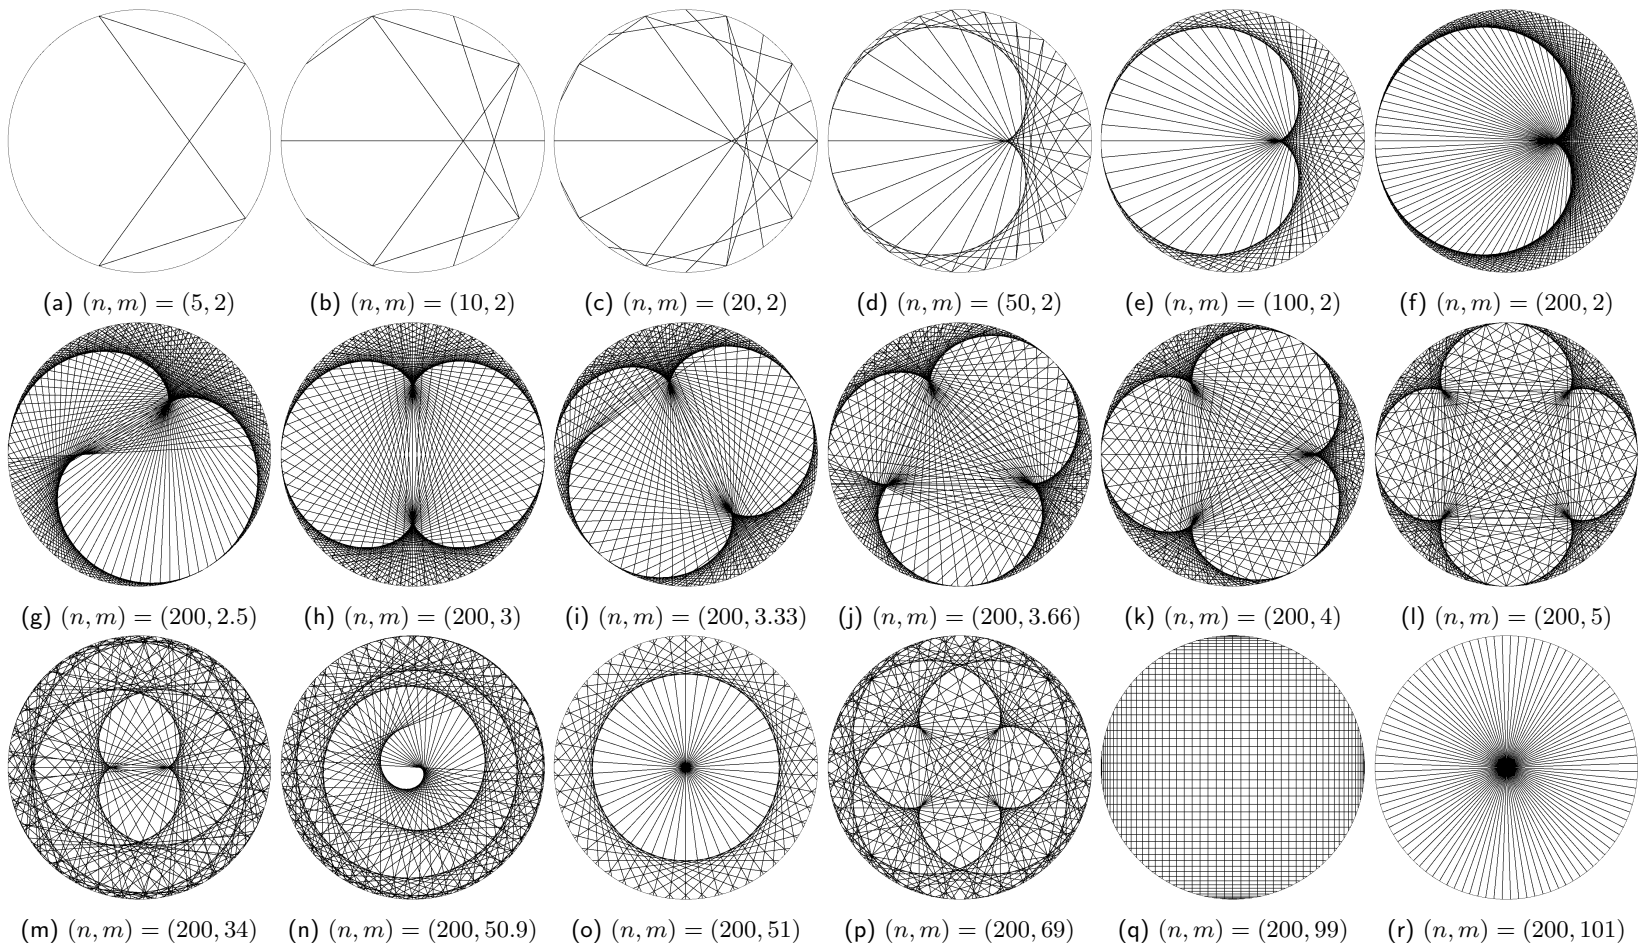 (a) (n, m) = (5, 2) (b) (n, m) = (10, 2) (c) (n, m) = (20, 2) (d) (n, m) = (50, 2) (e) (n, m) = (100, 2) (f) (n, m) = (200, 2)
(g) (n, m) = (200, 2.5) (h) (n, m) = (200, 3) (i) (n, m) = (200, 3.33) (j) (n, m) = (200, 3.66) (k) (n, m) = (200, 4) (l) (n, m) = (200, 5)
(m) (n, m) = (200, 34) (n) (n, m) = (200, 50.9) (o) (n, m) = (200, 51) (p) (n, m) = (200, 69) (q) (n, m) = (200, 99) (r) (n, m) = (200, 101)